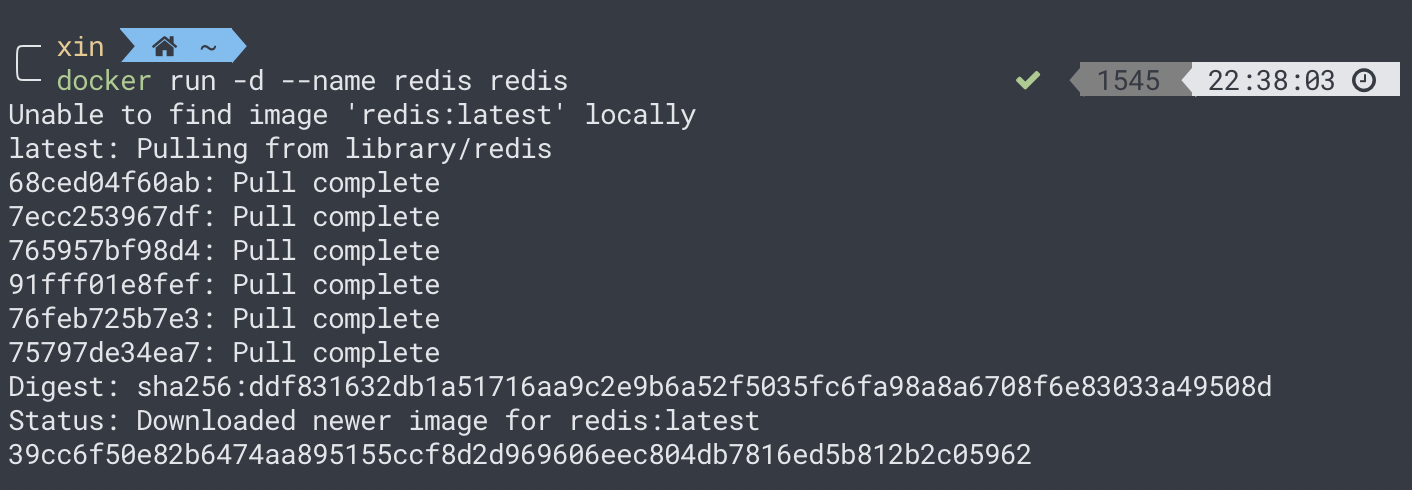 xin ~
docker run -d --name redis redis 1545 22:38:03
Unable to find image 'redis:latest' locally
latest: Pulling from library/redis
68ced04f60ab: Pull complete
7ecc253967df: Pull complete
765957bf98d4: Pull complete
91fff01e8fef: Pull complete
76feb725b7e3: Pull complete
75797de34ea7: Pull complete
Digest: sha256:ddf831632db1a51716aa9c2e9b6a52f5035fc6fa98a8a6708f6e83033a49508d
Status: Downloaded newer image for redis:latest
39cc6f50e82b6474aa895155ccf8d2d969606eec804db7816ed5b812b2c05962